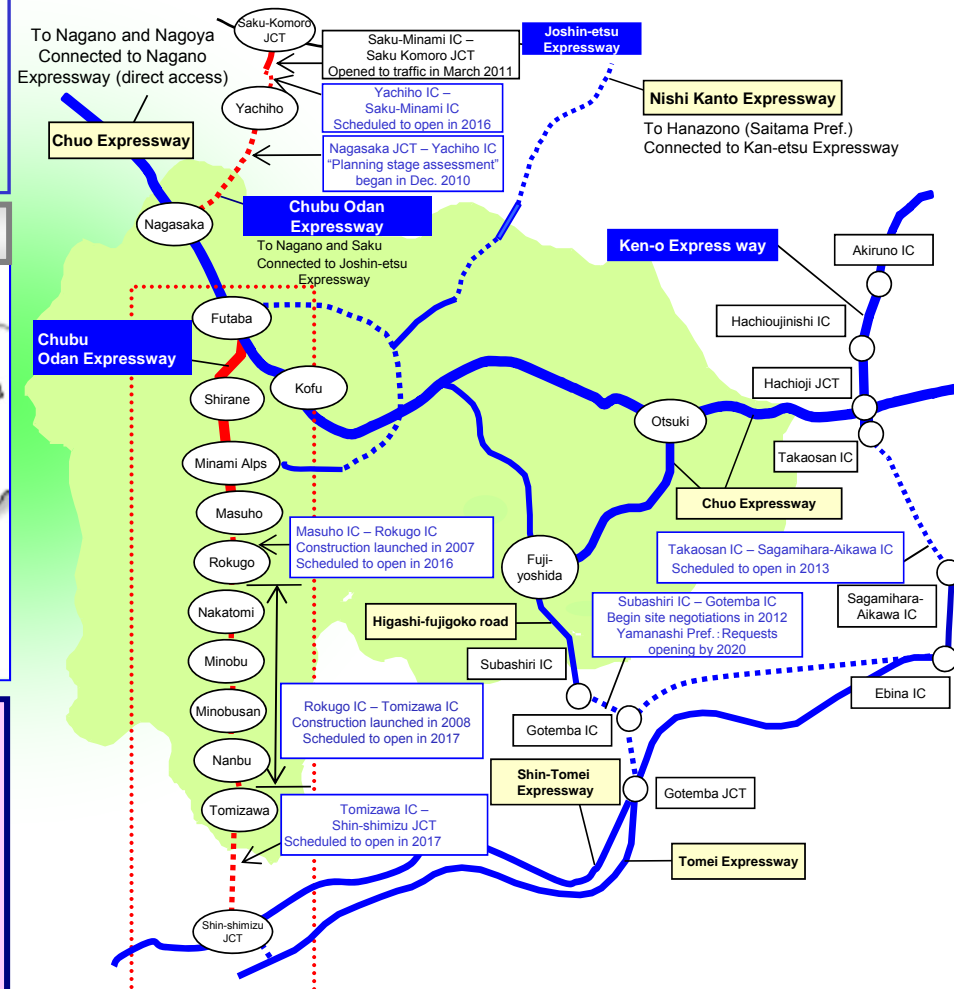 Saku-Komoro
JCT
To Nagano and Nagoya
Connected to Nagano
Expressway (direct access)
Saku-Minami IC –
Saku Komoro JCT
Opened to traffic in March 2011
Joshin-etsu
Expressway
Yachiho IC –
Saku-Minami IC
Scheduled to open in 2016
Yachiho
Nishi Kanto Expressway
To Hanazono (Saitama Pref.)
Connected to Kan-etsu Expressway
Chuo Expressway
Nagasaka JCT – Yachiho IC
“Planning stage assessment”
began in Dec. 2010
Nagasaka
Chubu Odan
Expressway
To Nagano and Saku
Connected to Joshin-etsu
Expressway
Ken-o Express way
Akiruno IC
Futaba
Hachioujinishi IC
Chubu
Odan Expressway
Kofu
Shirane
Hachioji JCT
Otsuki
Takaosan IC
Minami Alps
Chuo Expressway
Masuho
Masuho IC – Rokugo IC
Construction launched in 2007
Scheduled to open in 2016
Rokugo
Fuji-
yoshida
Takaosan IC – Sagamihara-Aikawa IC
Scheduled to open in 2013
Sagamihara-
Aikawa IC
Nakatomi
Higashi-fujigoko road
Subashiri IC – Gotemba IC
Begin site negotiations in 2012
Yamanashi Pref.: Requests
opening by 2020
Minobu
Subashiri IC
Ebina IC
Minobusan
Rokugo IC – Tomizawa IC
Construction launched in 2008
Scheduled to open in 2017
Gotemba IC
Nanbu
Shin-Tomei
Expressway
Gotemba JCT
Tomizawa
Tomizawa IC –
Shin-shimizu JCT
Scheduled to open in 2017
Tomei Expressway
Shin-shimizu
JCT